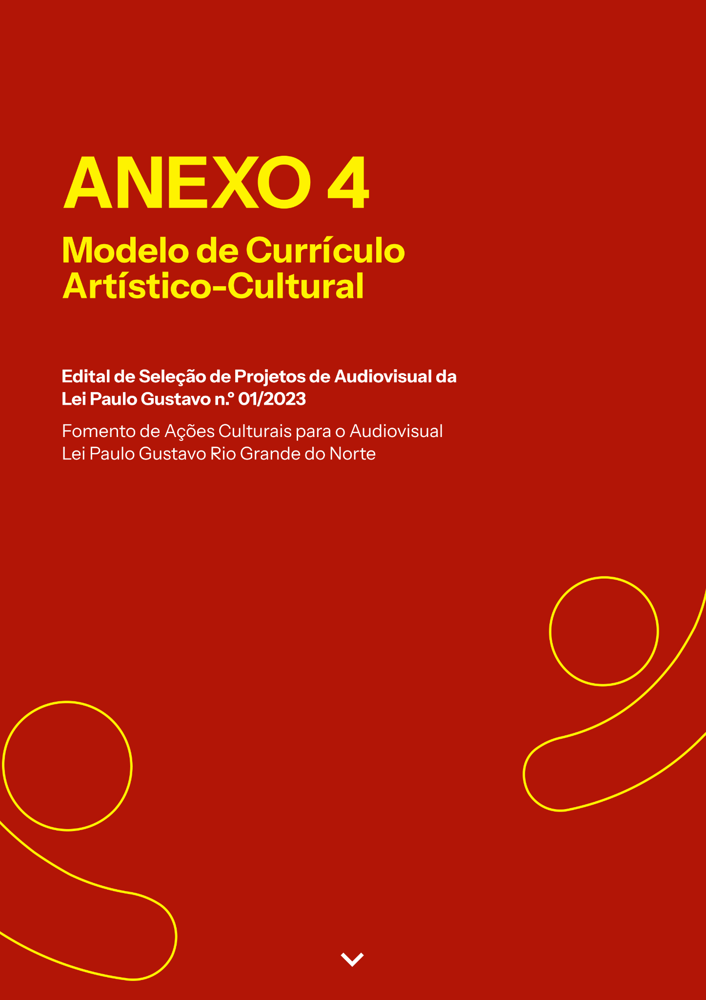 ANEXO 4
Modelo de Currículo
Artístico-Cultural
Edital de Seleção de Projetos de Audiovisual da
Lei Paulo Gustavo n.º 01/2023
Fomento de Ações Culturais para o Audiovisual
Lei Paulo Gustavo Rio Grande do Norte